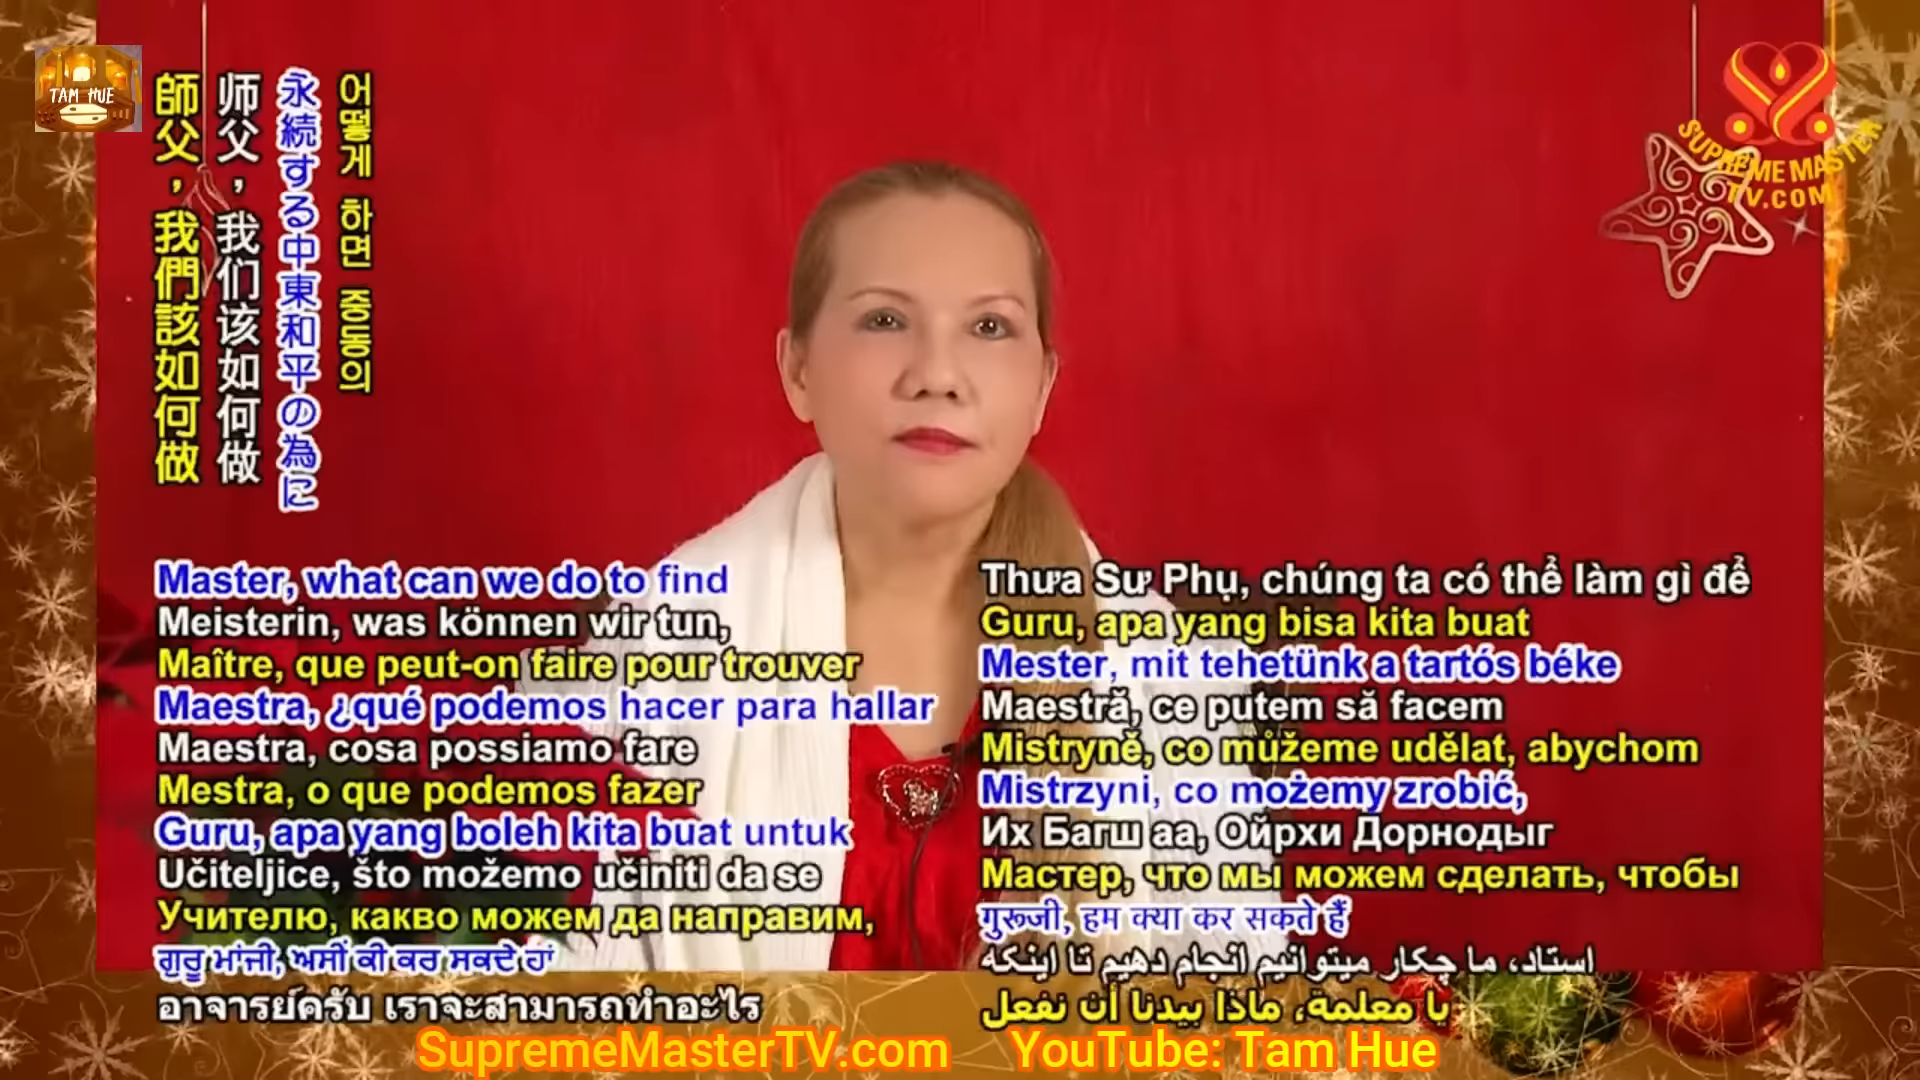 TAM HUE
師父，我們該如何做
师父，我们该如何做
永続する中東和平の為に
어떻게 하면 중동의
SUPREME MASTER
TV.COM
Master, what can we do to find
Meisterin, was können wir tun,
Maître, que peut-on faire pour trouver
Maestra, ¿qué podemos hacer para hallar
Maestra, cosa possiamo fare
Mestra, o que podemos fazer
Guru, apa yang boleh kita buat untuk
Učiteljice, što možemo učiniti da se
Учителю, какво можем да направим,
ਗੁਰੂ ਮਾਂਜੀ, ਅਸੀਂ ਕੀ ਕਰ ਸਕਦੇ ਹਾਂ
อาจารย์ครับ เราจะสามารถทำอะไร
Thưa Sư Phụ, chúng ta có thể làm gì để
Guru, apa yang bisa kita buat
Mester, mit tehetünk a tartós béke
Maestră, ce putem să facem
Mistryně, co můžeme udělat, abychom
Mistrzyni, co możemy zrobić,
Их Багш аа, Ойрхи Дорнодыг
Мастер, что мы можем сделать, чтобы
गुरूजी, हम क्या कर सकते हैं
استاد، ما چکار میتوانیم انجام دهیم تا اینکه
يا معلمة، ماذا بيدنا أن نفعل
SupremeMasterTV.com YouTube: Tam Hue